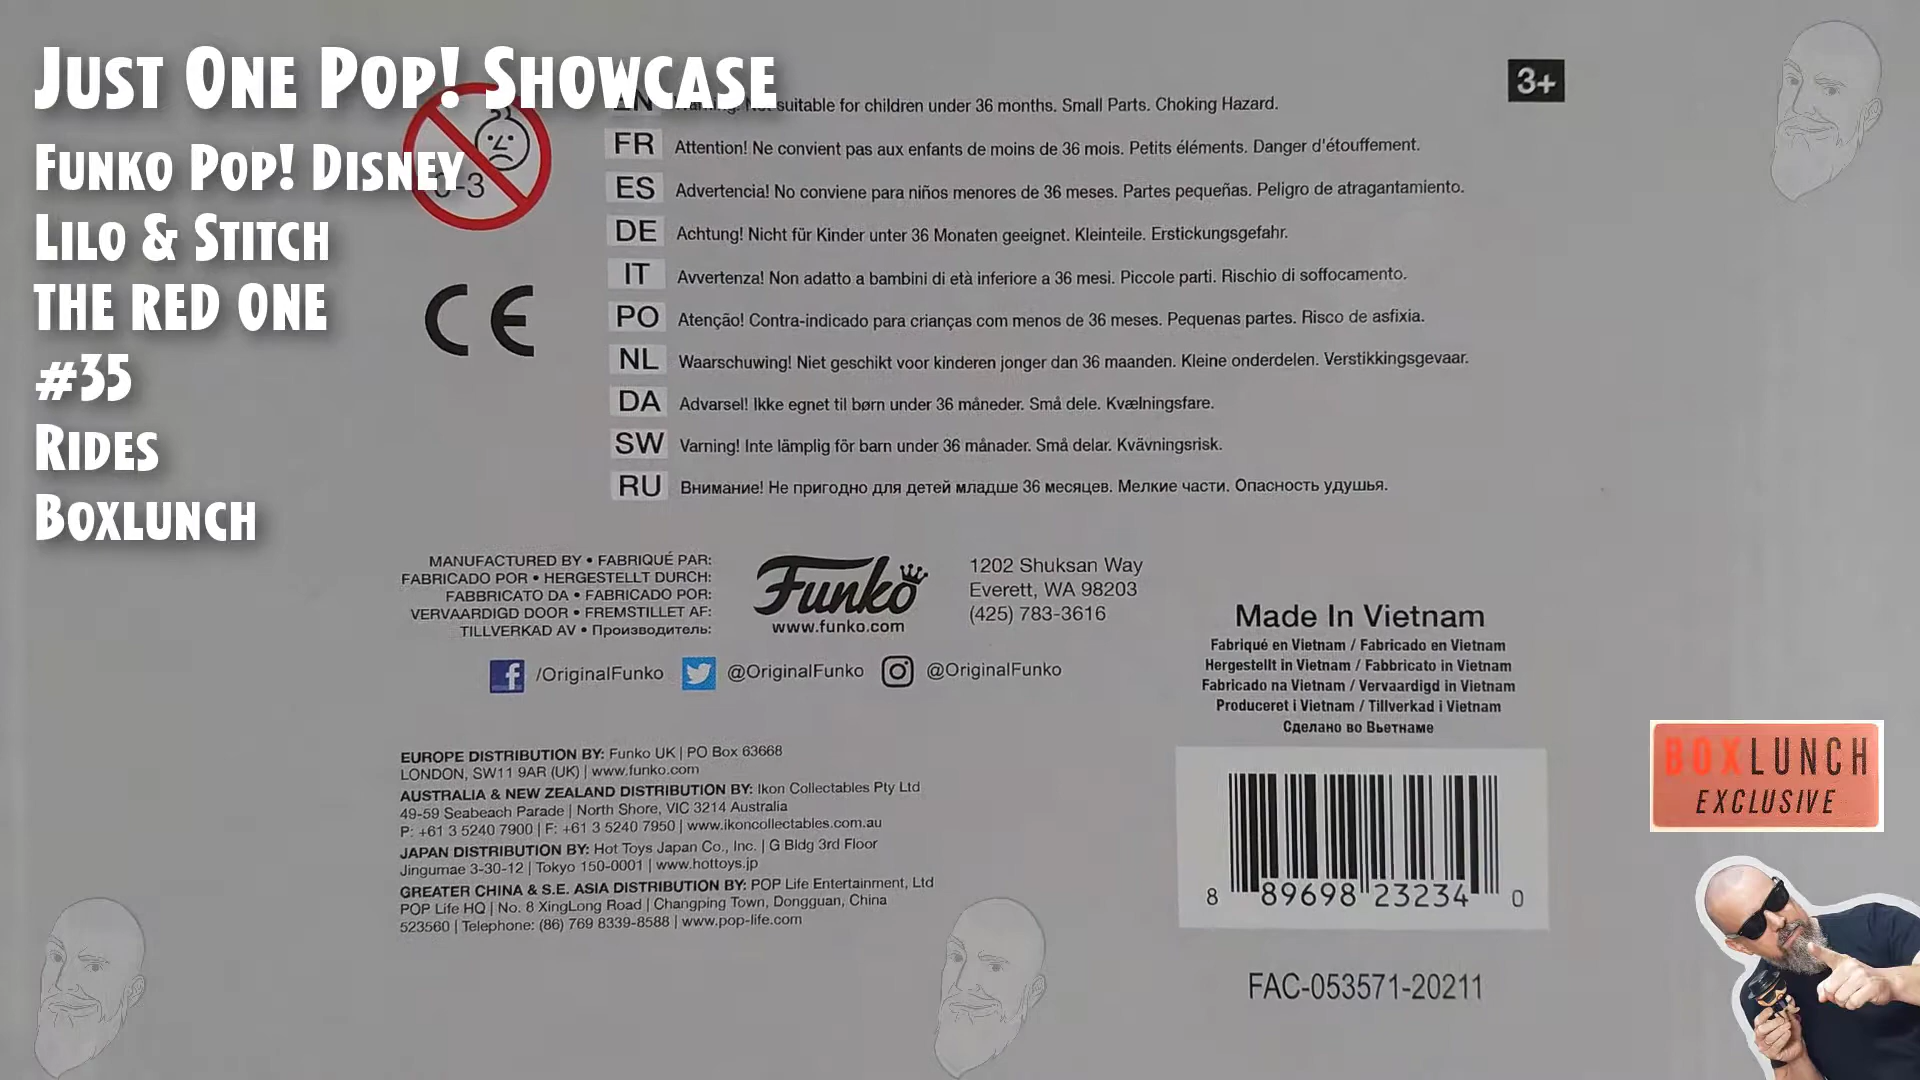 Just One Pop! Showcase
Funko Pop! Disney
Lilo & Stitch
THE RED ONE
#35
Rides
Boxlunch
0-3
3+
EN Warning! Not suitable for children under 36 months. Small Parts. Choking Hazard.
FR Attention! Ne convient pas aux enfants de moins de 36 mois. Petits éléments. Danger d'étouffement.
ES Advertencia! No conviene para niños menores de 36 meses. Partes pequeñas. Peligro de atragantamiento.
DE Achtung! Nicht für Kinder unter 36 Monaten geeignet. Kleinteile. Erstickungsgefahr.
IT Avvertenza! Non adatto a bambini di età inferiore a 36 mesi. Piccole parti. Rischio di soffocamento.
PO Atenção! Contra-indicado para crianças com menos de 36 meses. Pequenas partes. Risco de asfixia.
NL Waarschuwing! Niet geschikt voor kinderen jonger dan 36 maanden. Kleine onderdelen. Verstikkingsgevaar.
DA Advarsel! Ikke egnet til børn under 36 måneder. Små dele. Kvælningsfare.
SW Varning! Inte lämplig för barn under 36 månader. Små delar. Kvävningsrisk.
RU Внимание! Не пригодно для детей младше 36 месяцев. Мелкие части. Опасность удушья.
CE
MANUFACTURED BY • FABRIQUÉ PAR:
FABRICADO POR • HERGESTELLT DURCH:
FABBRICATO DA • FABRICADO POR:
VERVAARDIGD DOOR • FREMSTILLET AF:
TILLVERKAD AV • Производитель:
Funko
www.funko.com
1202 Shuksan Way
Everett, WA 98203
(425) 783-3616
/OriginalFunko @OriginalFunko @OriginalFunko
EUROPE DISTRIBUTION BY: Funko UK | PO Box 63668
LONDON, SW11 9AR (UK) | www.funko.com
AUSTRALIA & NEW ZEALAND DISTRIBUTION BY: Ikon Collectables Pty Ltd
49-59 Seabeach Parade | North Shore, VIC 3214 Australia
P: +61 3 5240 7900 | F: +61 3 5240 7950 | www.ikoncollectables.com.au
JAPAN DISTRIBUTION BY: Hot Toys Japan Co., Inc. | G Bldg 3rd Floor
Jingumae 3-30-12 | Tokyo 150-0001 | www.hottoys.jp
GREATER CHINA & S.E. ASIA DISTRIBUTION BY: POP Life Entertainment, Ltd
POP Life HQ | No. 8 XingLong Road | Changping Town, Dongguan, China
523560 | Telephone: (86) 769 8339-8588 | www.pop-life.com
Made In Vietnam
Fabriqué en Vietnam / Fabricado en Vietnam
Hergestellt in Vietnam / Fabbricato in Vietnam
Fabricado na Vietnam / Vervaardigd in Vietnam
Produceret i Vietnam / Tillverkad i Vietnam
Сделано во Вьетнаме
8 89698 23234 0
FAC-053571-20211
BOXLUNCH
EXCLUSIVE